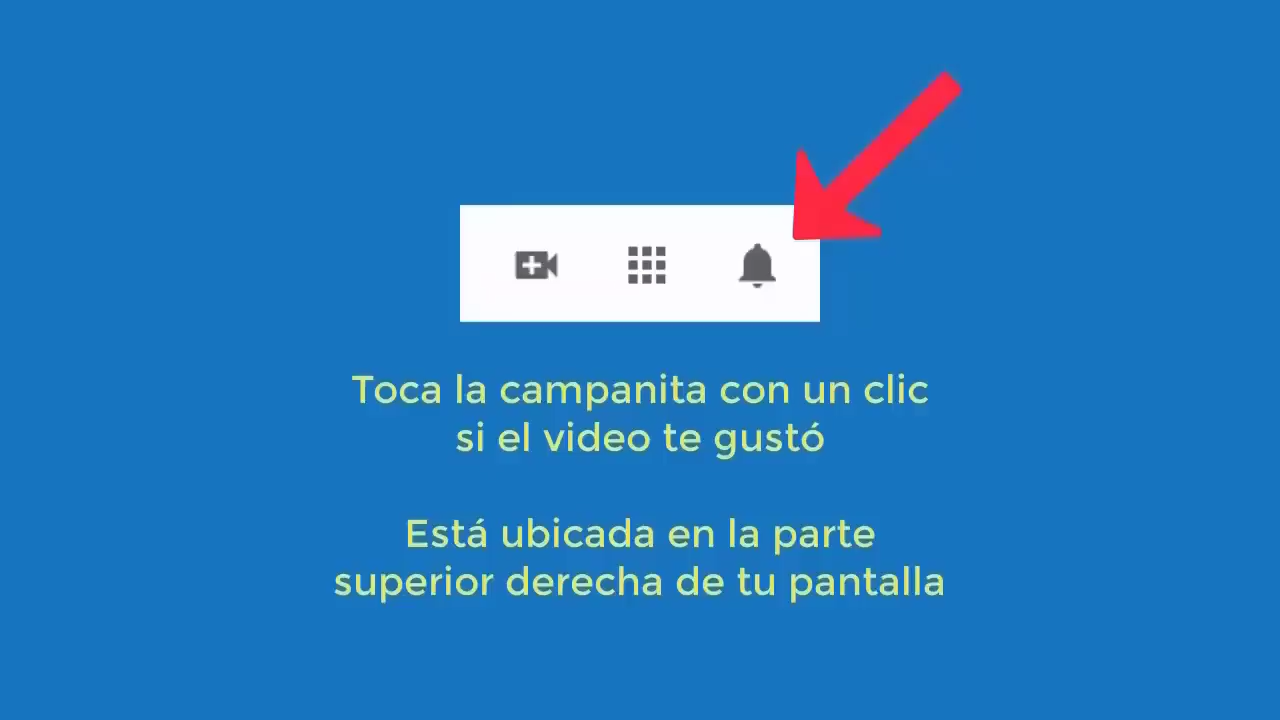 Toca la campanita con un clic
si el video te gustó
Está ubicada en la parte
superior derecha de tu pantalla